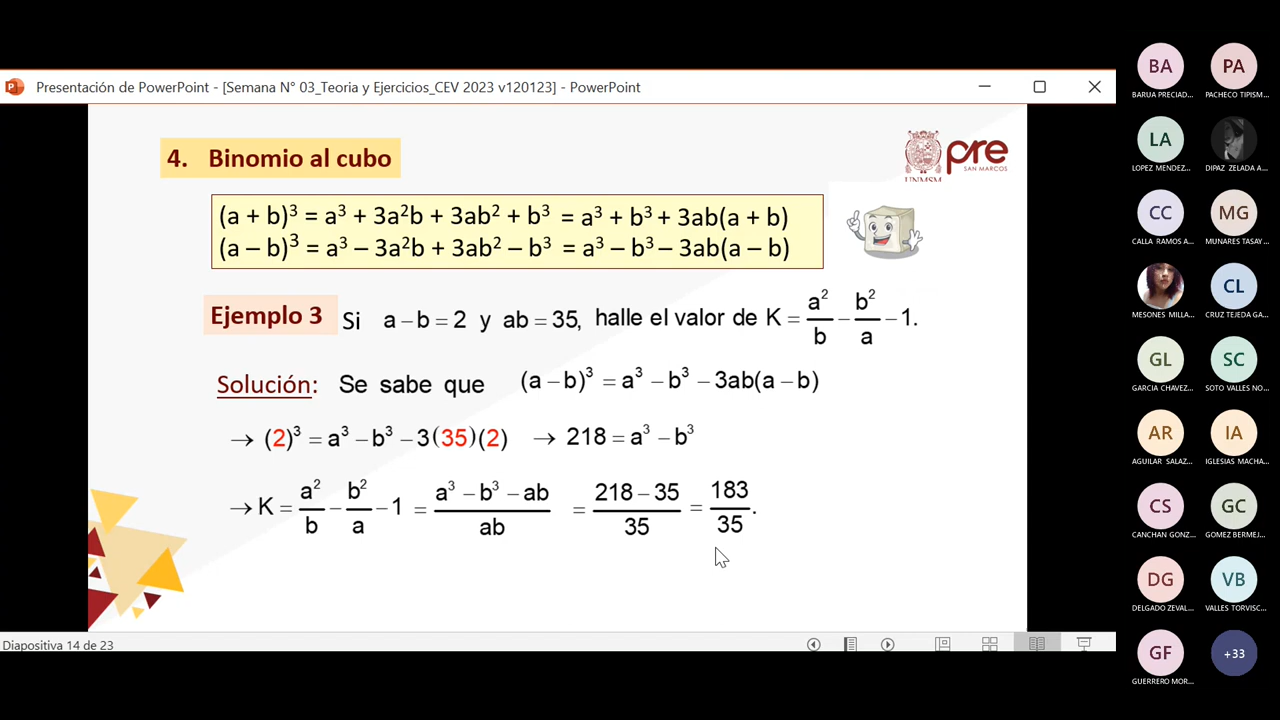 Presentación de PowerPoint - [Semana N° 03_Teoria y Ejercicios_CEV 2023 v120123] - PowerPoint
4. Binomio al cubo
UNMSM
pre
SAN MARCOS
(a + b)³ = a³ + 3a²b + 3ab² + b³ = a³ + b³ + 3ab(a + b)
(a − b)³ = a³ − 3a²b + 3ab² − b³ = a³ − b³ − 3ab(a − b)
Ejemplo 3 Si a − b = 2 y ab = 35, halle el valor de K = a²/b − b²/a − 1.
Solución: Se sabe que (a − b)³ = a³ − b³ − 3ab(a − b)
→ (2)³ = a³ − b³ − 3(35)(2) → 218 = a³ − b³
→ K = a²/b − b²/a − 1 = (a³ − b³ − ab)/ab = (218 − 35)/35 = 183/35.
Diapositiva 14 de 23
BA
PA
BARUA PRECIAD...
PACHECO TIPISM...
LA
LOPEZ MENDEZ...
DIPAZ ZELADA A...
CC
MG
CALLA RAMOS A...
MUNARES TASAY...
CL
MESONES MILLA...
CRUZ TEJEDA GA...
GL
SC
GARCIA CHAVEZ...
SOTO VALLES NO...
AR
IA
AGUILAR SALAZ...
IGLESIAS MACHA...
CS
GC
CANCHAN GONZ...
GOMEZ BERMEJ...
DG
VB
DELGADO ZEVAL...
VALLES TORVISC...
GF
+33
GUERRERO MOR...